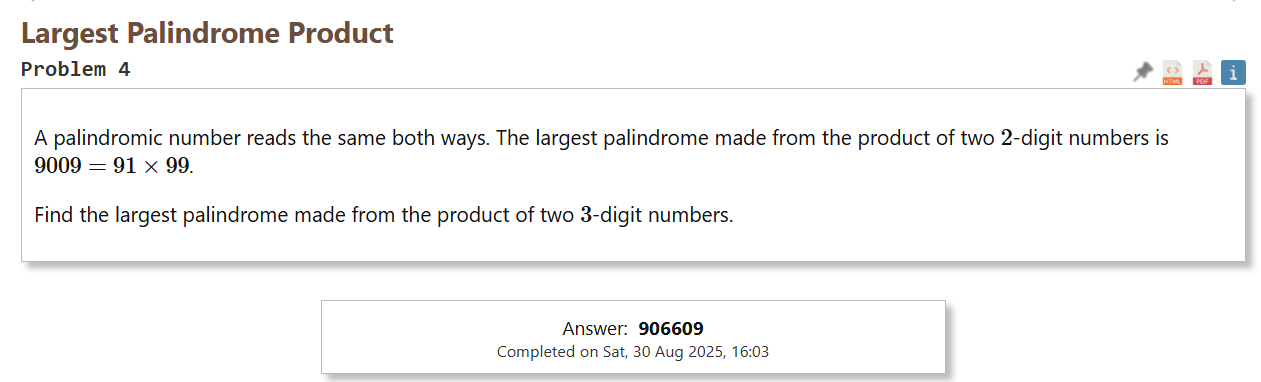 Largest Palindrome Product
Problem 4
HTML
PDF
i
A palindromic number reads the same both ways. The largest palindrome made from the product of two 2-digit numbers is
9009 = 91 × 99.
Find the largest palindrome made from the product of two 3-digit numbers.
Answer: 906609
Completed on Sat, 30 Aug 2025, 16:03